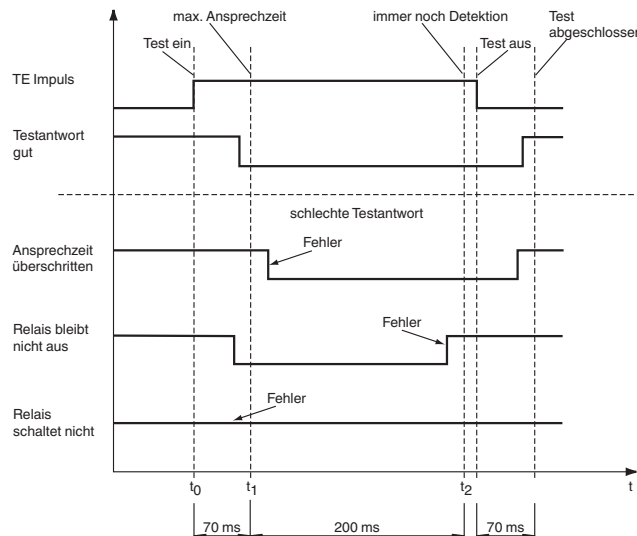 max. Ansprechzeit
immer noch Detektion
Test
abgeschlossen
Test ein
Test aus
TE Impuls
Testantwort
gut
schlechte Testantwort
Ansprechzeit
überschritten
Fehler
Relais bleibt
nicht aus
Fehler
Relais
schaltet nicht
Fehler
t0
t1
t2
t
70 ms
200 ms
70 ms